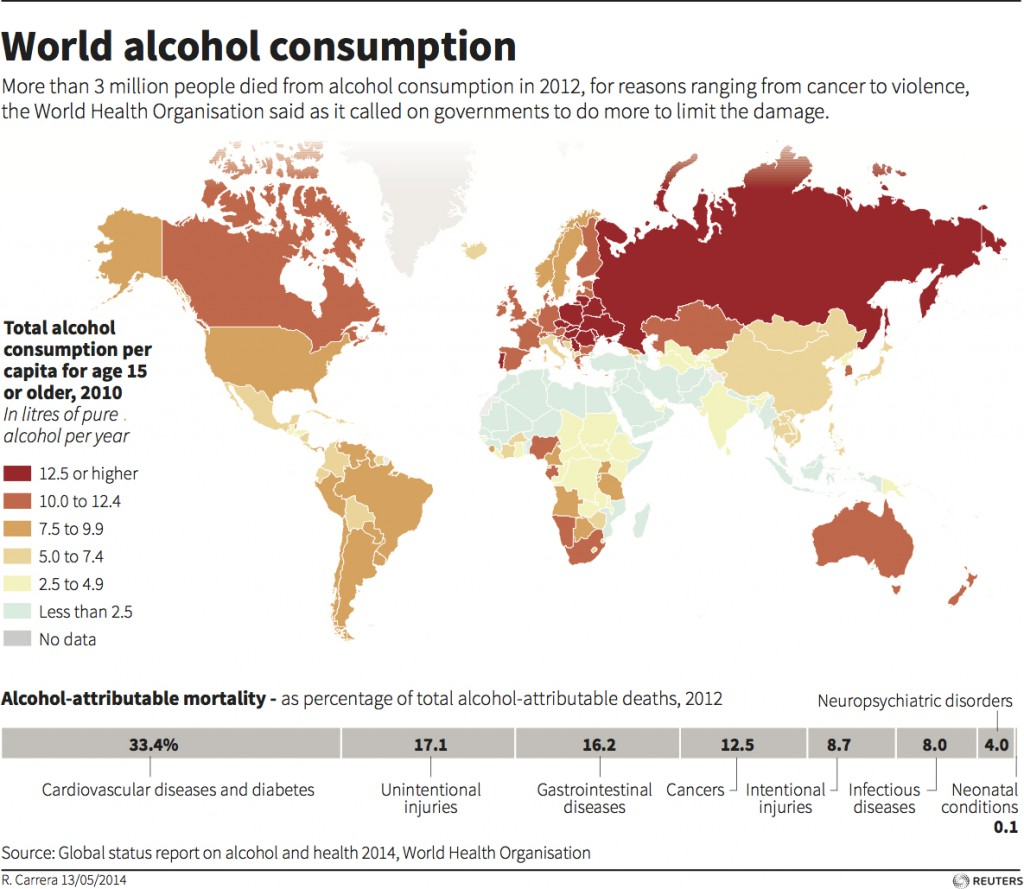 World alcohol consumption
More than 3 million people died from alcohol consumption in 2012, for reasons ranging from cancer to violence,
the World Health Organisation said as it called on governments to do more to limit the damage.
Total alcohol
consumption per
capita for age 15
or older, 2010
In litres of pure
alcohol per year
12.5 or higher
10.0 to 12.4
7.5 to 9.9
5.0 to 7.4
2.5 to 4.9
Less than 2.5
No data
Alcohol-attributable mortality - as percentage of total alcohol-attributable deaths, 2012
Neuropsychiatric disorders
33.4% 17.1 16.2 12.5 8.7 8.0 4.0
Cardiovascular diseases and diabetes Unintentional Gastrointestinal Cancers Intentional Infectious Neonatal
injuries diseases injuries diseases conditions
0.1
Source: Global status report on alcohol and health 2014, World Health Organisation
R. Carrera 13/05/2014 REUTERS